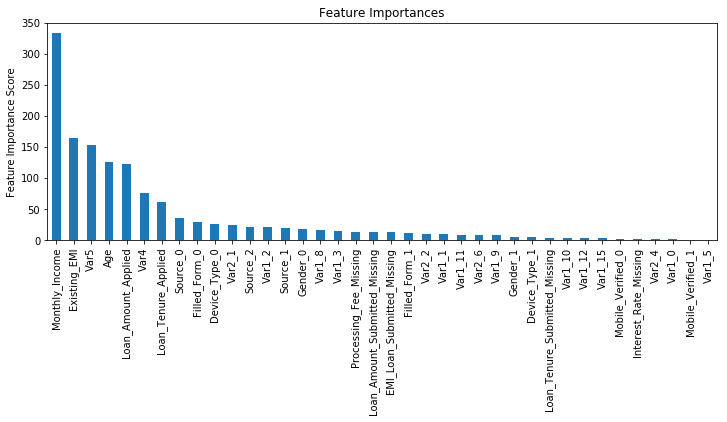 Feature Importances
Feature Importance Score
350
300
250
200
150
100
50
0
Monthly_Income
Existing_EMI
Var5
Age
Loan_Amount_Applied
Var4
Loan_Tenure_Applied
Source_0
Filled_Form_0
Device_Type_0
Var2_1
Source_2
Var1_2
Source_1
Gender_0
Var1_8
Var1_3
Processing_Fee_Missing
Loan_Amount_Submitted_Missing
EMI_Loan_Submitted_Missing
Filled_Form_1
Var2_2
Var1_1
Var1_11
Var2_6
Var1_9
Gender_1
Device_Type_1
Loan_Tenure_Submitted_Missing
Var1_10
Var1_12
Var1_15
Mobile_Verified_0
Interest_Rate_Missing
Var2_4
Var1_0
Mobile_Verified_1
Var1_5